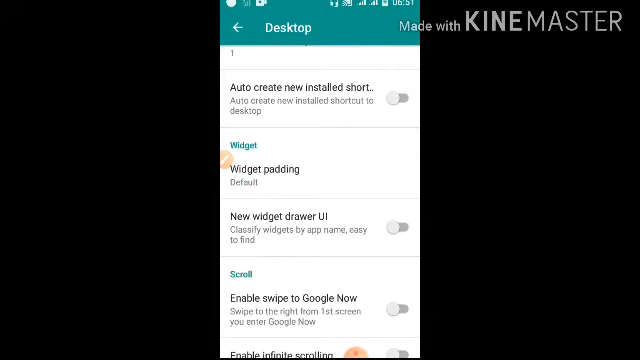 06:51
Made with KINEMASTER
Desktop
1
Auto create new installed short..
Auto create new installed shortcut to
desktop
Widget
Widget padding
Default
New widget drawer UI
Classify widgets by app name, easy
to find
Scroll
Enable swipe to Google Now
Swipe to the right from 1st screen
you enter Google Now
Enable infinite scrolling